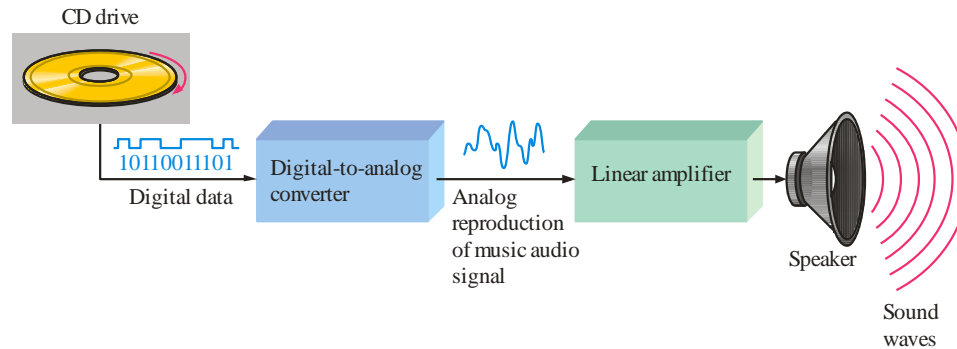 CD drive
10110011101
Digital data
Digital-to-analog
converter
Analog
reproduction
of music audio
signal
Linear amplifier
Speaker
Sound
waves